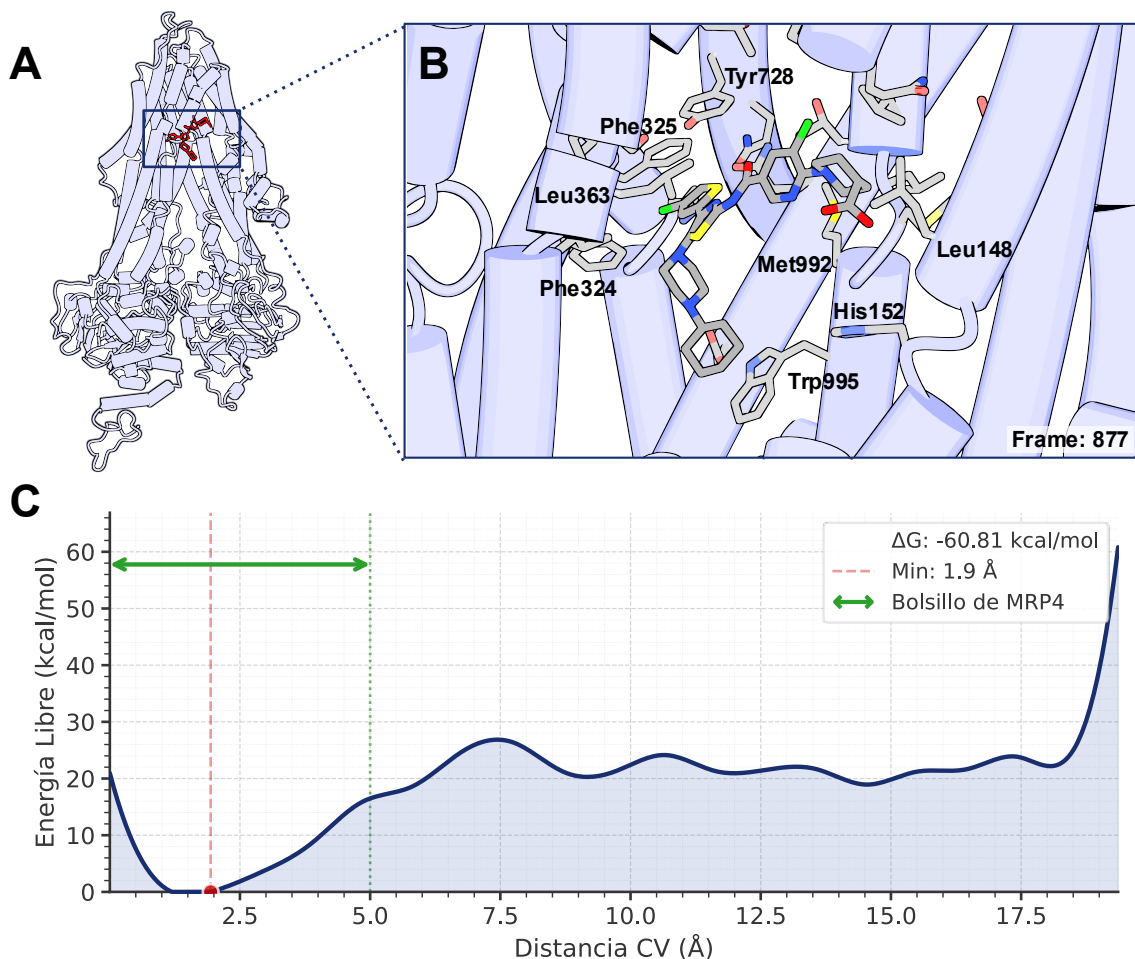 A
B
Tyr728
Phe325
Leu363
Phe324
Met992
Leu148
His152
Trp995
Frame: 877
C
ΔG: -60.81 kcal/mol
Min: 1.9 Å
Bolsillo de MRP4
Energía Libre (kcal/mol)
60
50
40
30
20
10
0
2.5
5.0
7.5
10.0
12.5
15.0
17.5
Distancia CV (Å)